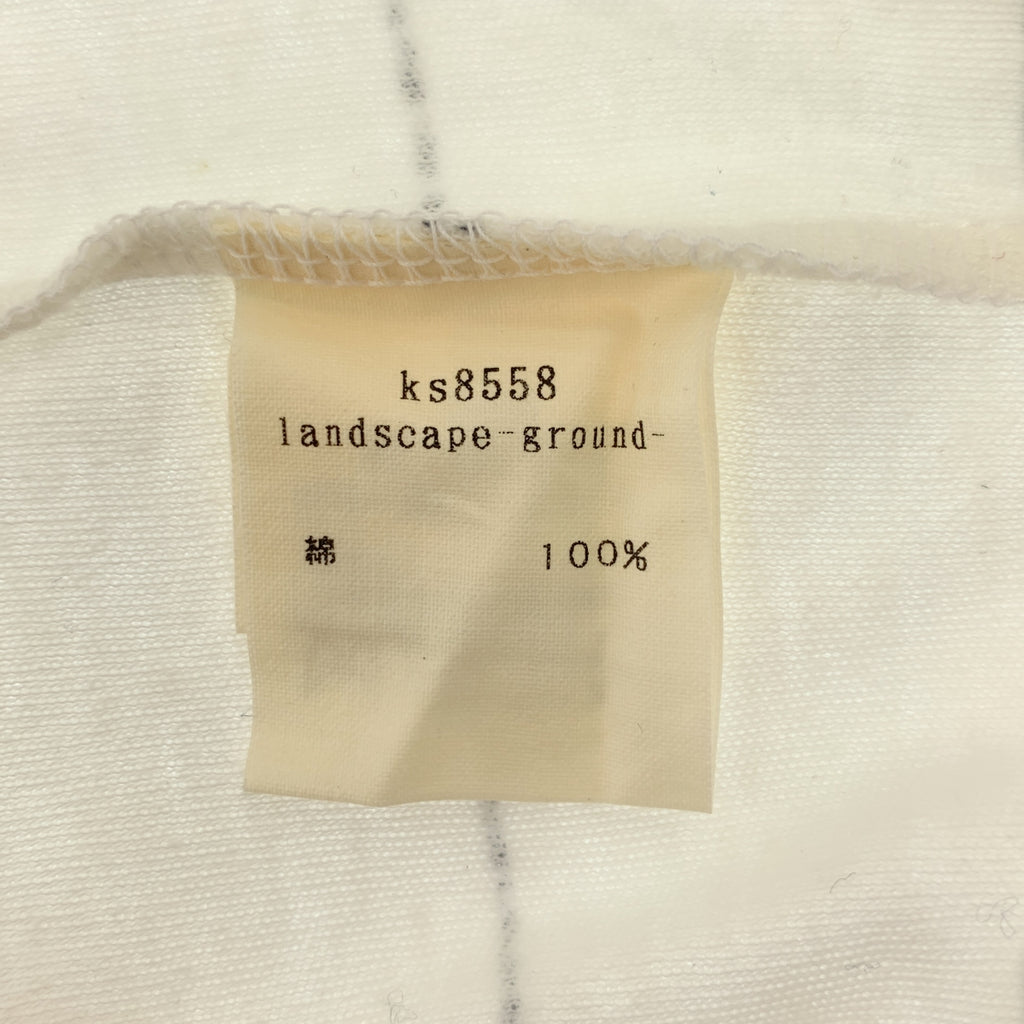 ks8558
landscape-ground-
綿 100%